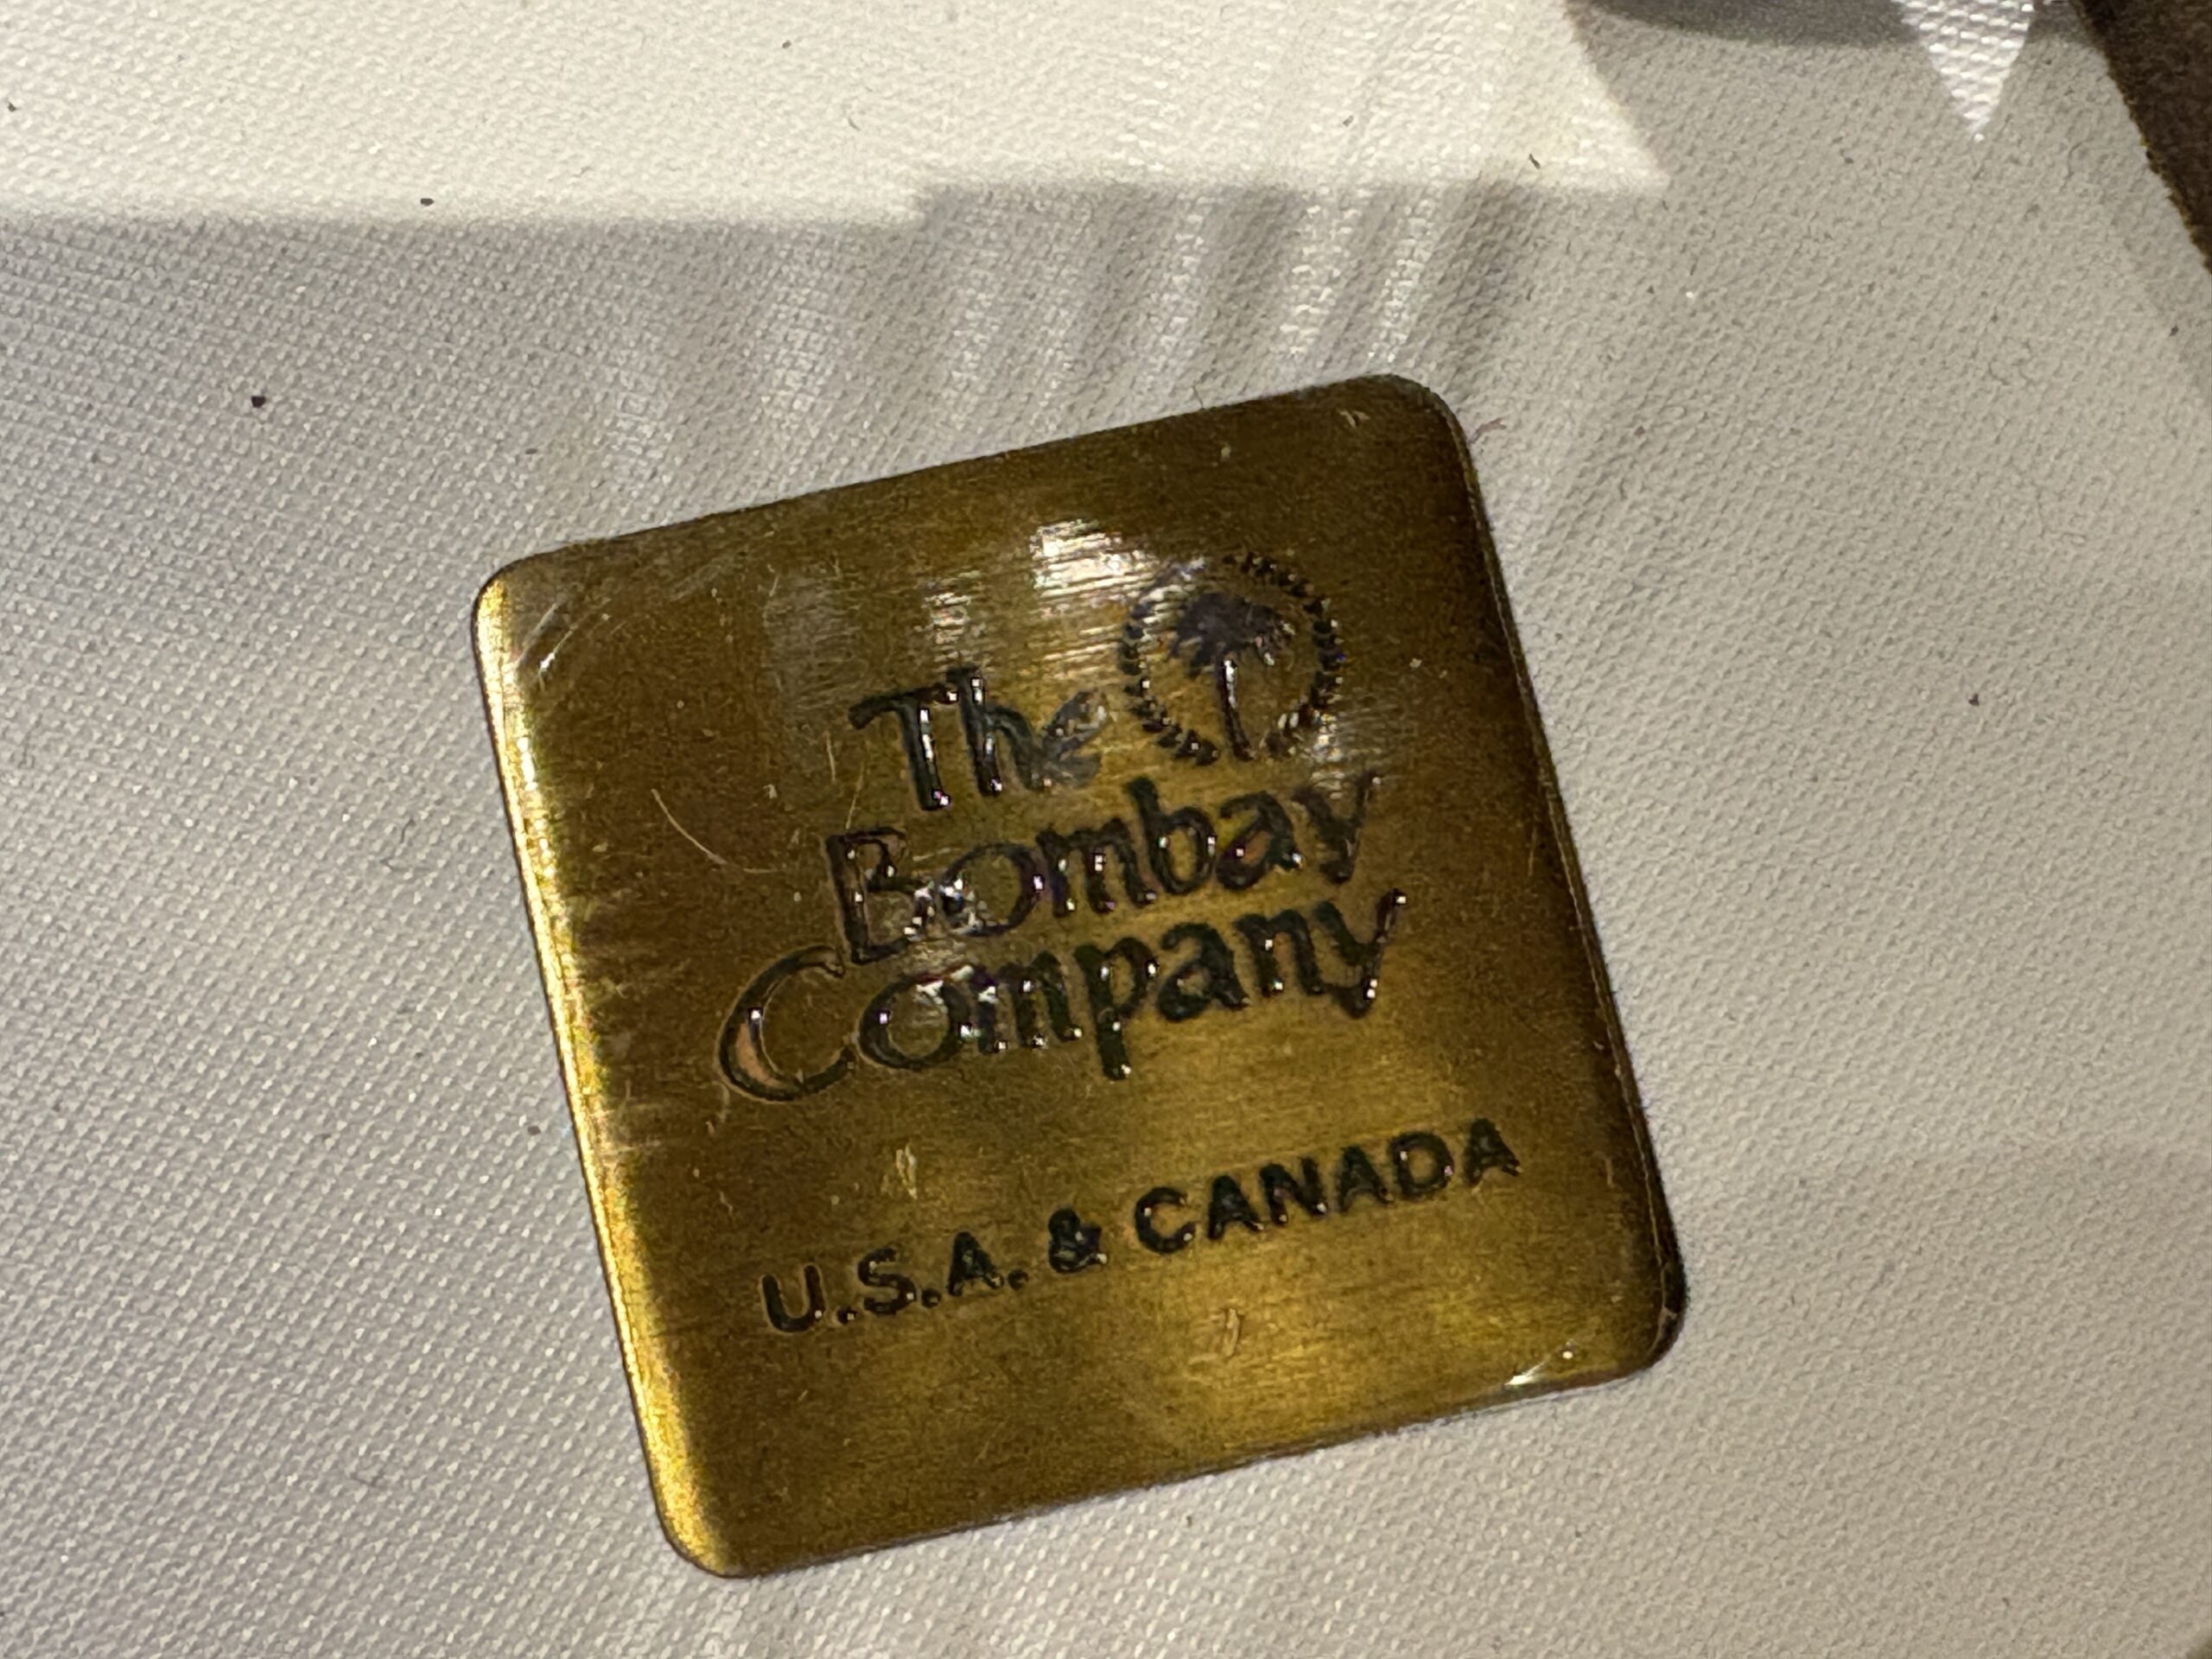 The
Bombay
Company
U.S.A. & CANADA